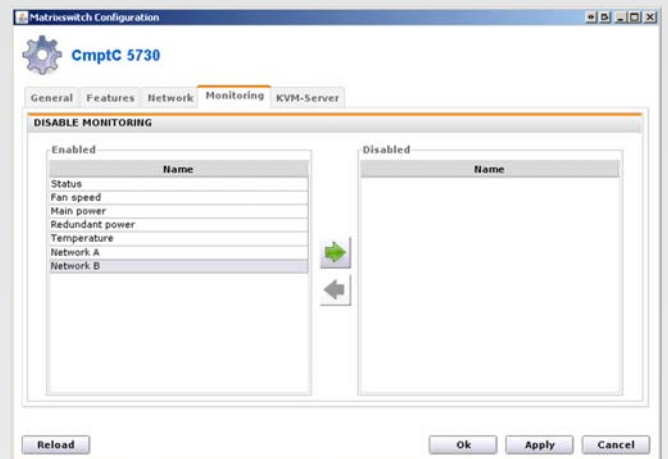 Matrixswitch Configuration
CmptC 5730
General Features Network Monitoring KVM-Server
DISABLE MONITORING
Enabled
Name
Status
Fan speed
Main power
Redundant power
Temperature
Network A
Network B
Disabled
Name
Reload Ok Apply Cancel